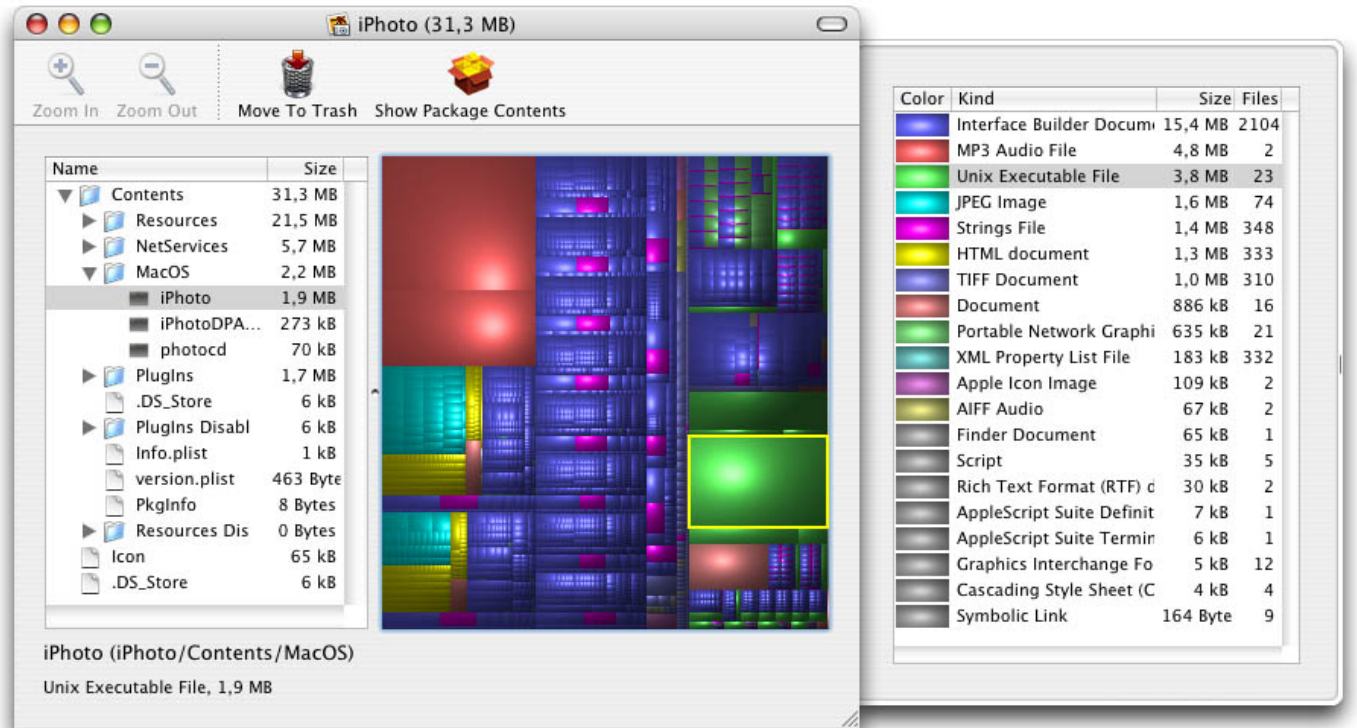 iPhoto (31,3 MB)
Zoom In Zoom Out Move To Trash Show Package Contents
Name Size
Contents 31,3 MB
Resources 21,5 MB
NetServices 5,7 MB
MacOS 2,2 MB
iPhoto 1,9 MB
iPhotoDPA... 273 kB
photocd 70 kB
PlugIns 1,7 MB
.DS_Store 6 kB
PlugIns Disabl 6 kB
Info.plist 1 kB
version.plist 463 Byte
PkgInfo 8 Bytes
Resources Dis 0 Bytes
Icon 65 kB
.DS_Store 6 kB
iPhoto (iPhoto/Contents/MacOS)
Unix Executable File, 1,9 MB
Color Kind Size Files
Interface Builder Docum 15,4 MB 2104
MP3 Audio File 4,8 MB 2
Unix Executable File 3,8 MB 23
JPEG Image 1,6 MB 74
Strings File 1,4 MB 348
HTML document 1,3 MB 333
TIFF Document 1,0 MB 310
Document 886 kB 16
Portable Network Graphi 635 kB 21
XML Property List File 183 kB 332
Apple Icon Image 109 kB 2
AIFF Audio 67 kB 2
Finder Document 65 kB 1
Script 35 kB 5
Rich Text Format (RTF) d 30 kB 2
AppleScript Suite Definit 7 kB 1
AppleScript Suite Termin 6 kB 1
Graphics Interchange Fo 5 kB 12
Cascading Style Sheet (C 4 kB 4
Symbolic Link 164 Byte 9